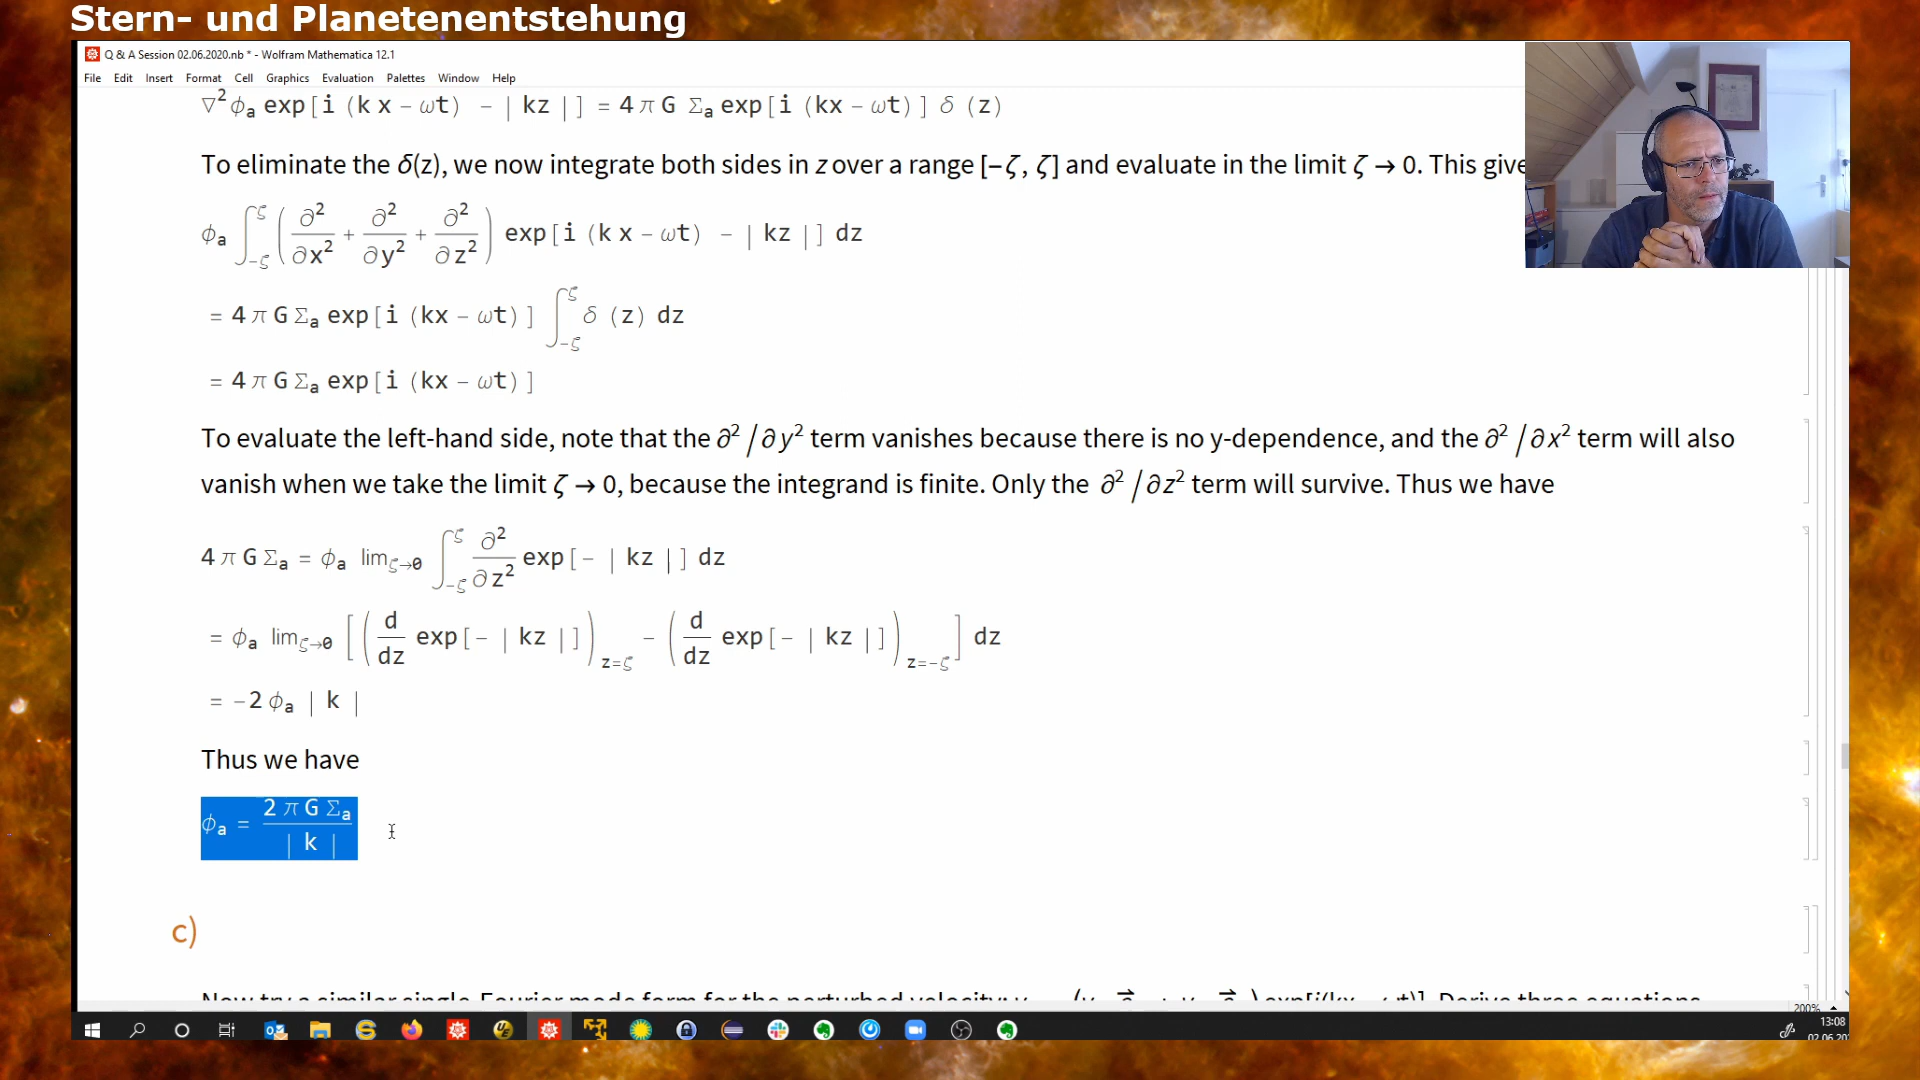 Stern- und Planetenentstehung
Q & A Session 02.06.2020.nb * - Wolfram Mathematica 12.1
File Edit Insert Format Cell Graphics Evaluation Palettes Window Help
∇²ϕₐ exp[i (k x − ωt) − | kz |] = 4 π G Σₐ exp[i (kx − ωt)] δ (z)
To eliminate the δ(z), we now integrate both sides in z over a range [−ζ, ζ] and evaluate in the limit ζ → 0. This give
ϕₐ ∫_{−ζ}^{ζ} (∂²/∂x² + ∂²/∂y² + ∂²/∂z²) exp[i (k x − ωt) − | kz |] dz
= 4 π G Σₐ exp[i (kx − ωt)] ∫_{−ζ}^{ζ} δ (z) dz
= 4 π G Σₐ exp[i (kx − ωt)]
To evaluate the left-hand side, note that the ∂² /∂y² term vanishes because there is no y-dependence, and the ∂² /∂x² term will also
vanish when we take the limit ζ → 0, because the integrand is finite. Only the ∂² /∂z² term will survive. Thus we have
4 π G Σₐ = ϕₐ lim_{ζ→0} ∫_{−ζ}^{ζ} ∂²/∂z² exp[− | kz |] dz
= ϕₐ lim_{ζ→0} [(d/dz exp[− | kz |])_{z=ζ} − (d/dz exp[− | kz |])_{z=−ζ}] dz
= −2 ϕₐ | k |
Thus we have
ϕₐ = 2 π G Σₐ / | k |
c)
200%
13:08